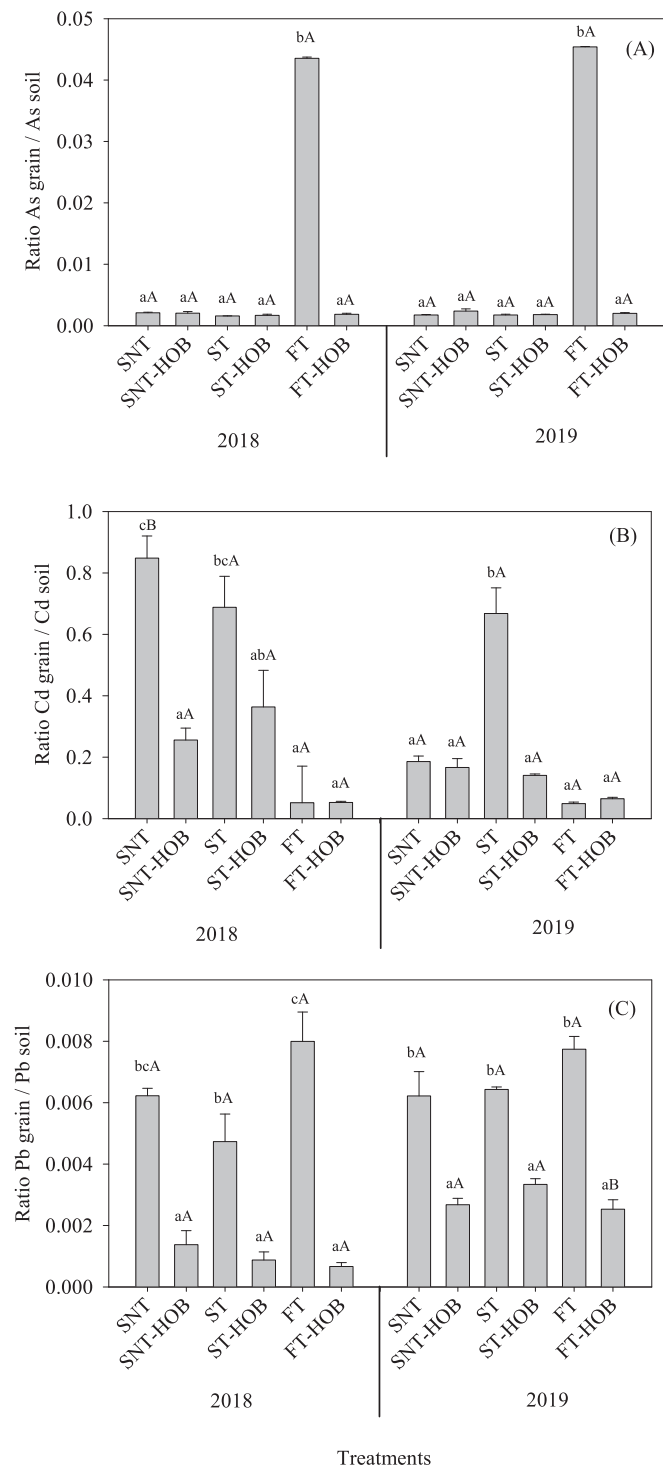 0.05
bA
bA
(A)
0.04
0.03
0.02
0.01
aA
aA
aA
aA
aA
aA
aA
aA
aA
aA
0.00
Ratio As grain / As soil
SNT
SNT-HOB
ST
ST-HOB
FT
FT-HOB
SNT
SNT-HOB
ST
ST-HOB
FT
FT-HOB
2018
2019
1.0
cB
(B)
bcA
bA
0.8
0.6
abA
0.4
aA
aA
aA
aA
aA
aA
aA
aA
0.2
0.0
Ratio Cd grain / Cd soil
SNT
SNT-HOB
ST
ST-HOB
FT
FT-HOB
SNT
SNT-HOB
ST
ST-HOB
FT
FT-HOB
2018
2019
0.010
cA
(C)
bA
0.008
bcA
bA
bA
bA
0.006
0.004
aA
aA
aB
aA
aA
aA
0.002
0.000
Ratio Pb grain / Pb soil
SNT
SNT-HOB
ST
ST-HOB
FT
FT-HOB
SNT
SNT-HOB
ST
ST-HOB
FT
FT-HOB
2018
2019
Treatments